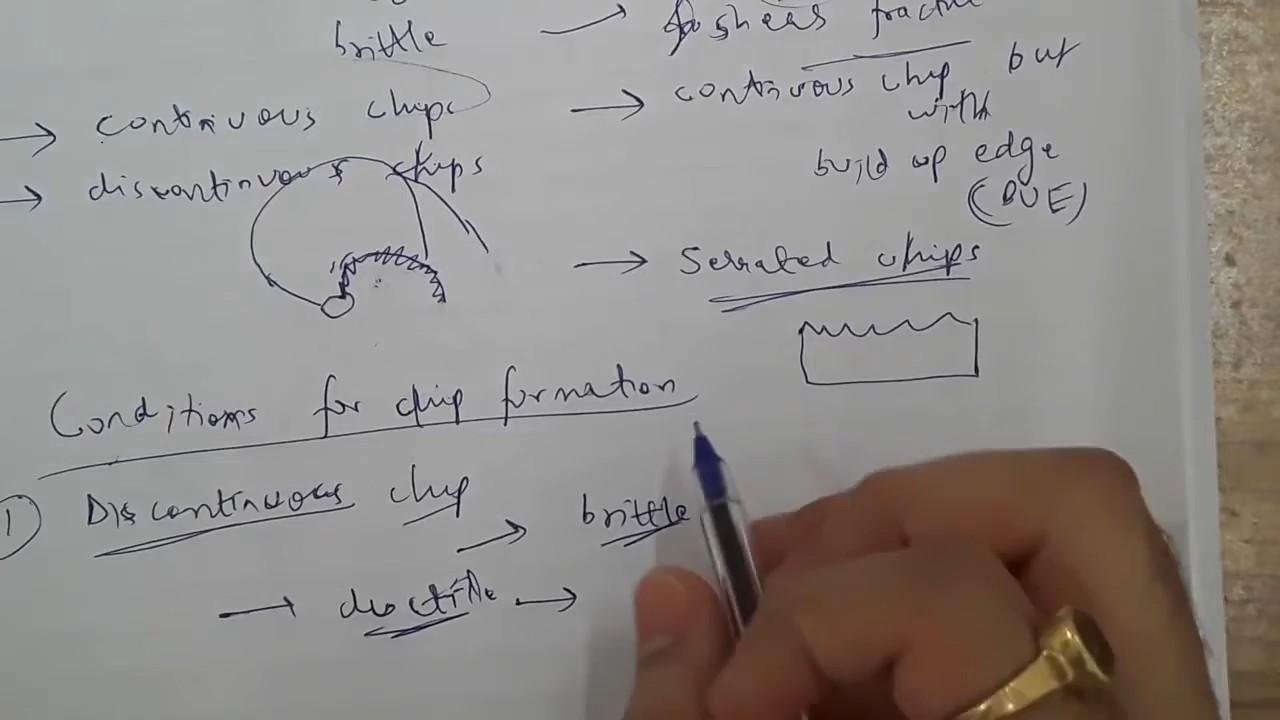 brittle → shear
→ continuous chips → continuous chip but
with
→ discontinuous chips build up edge
(BUE)
→ Serrated chips
Conditions for chip formation
1) Discontinuous chip
→ brittle
→ ductile →